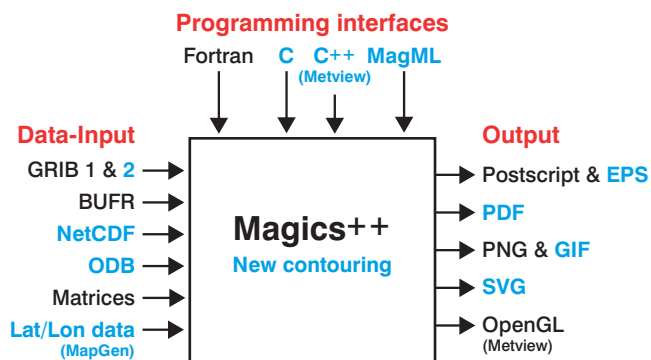 Programming interfaces
Fortran C C++ MagML
(Metview)
Data-Input
GRIB 1 & 2
BUFR
NetCDF
ODB
Matrices
Lat/Lon data
(MapGen)
Magics++
New contouring
Output
Postscript & EPS
PDF
PNG & GIF
SVG
OpenGL
(Metview)